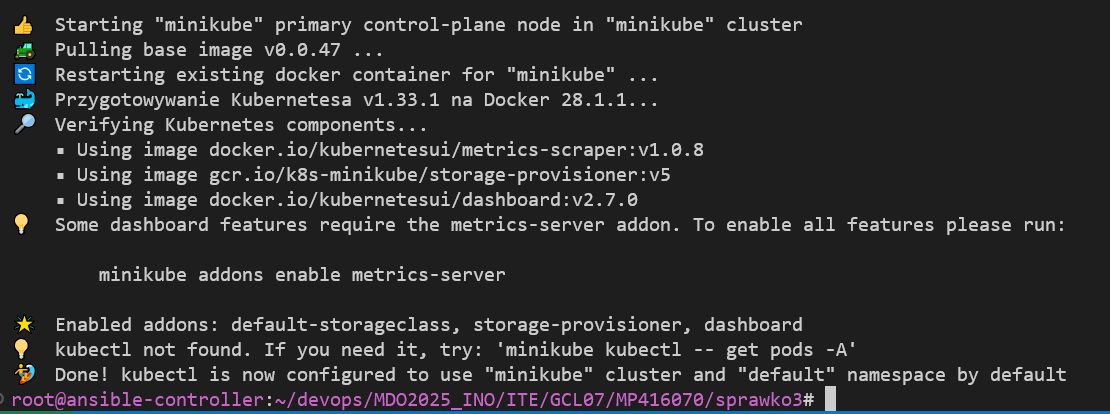 👍 Starting "minikube" primary control-plane node in "minikube" cluster
🚜 Pulling base image v0.0.47 ...
🔄 Restarting existing docker container for "minikube" ...
🐳 Przygotowywanie Kubernetesa v1.33.1 na Docker 28.1.1...
🔎 Verifying Kubernetes components...
▪ Using image docker.io/kubernetesui/metrics-scraper:v1.0.8
▪ Using image gcr.io/k8s-minikube/storage-provisioner:v5
▪ Using image docker.io/kubernetesui/dashboard:v2.7.0
💡 Some dashboard features require the metrics-server addon. To enable all features please run:
minikube addons enable metrics-server
🌟 Enabled addons: default-storageclass, storage-provisioner, dashboard
💡 kubectl not found. If you need it, try: 'minikube kubectl -- get pods -A'
🏄 Done! kubectl is now configured to use "minikube" cluster and "default" namespace by default
root@ansible-controller:~/devops/MDO2025_INO/ITE/GCL07/MP416070/sprawko3#